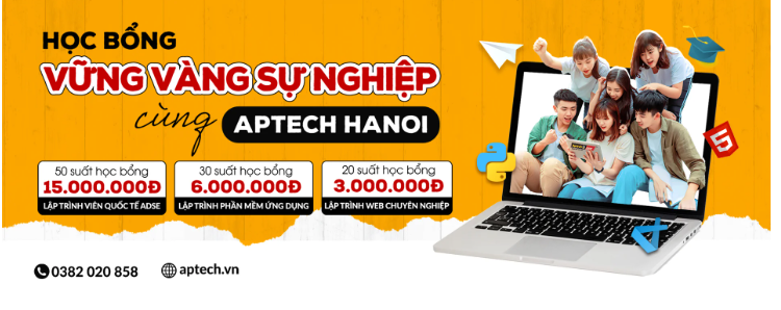 HỌC BỔNG
VỮNG VÀNG SỰ NGHIỆP
cùng APTECH HANOI
50 suất học bổng
15.000.000Đ
LẬP TRÌNH VIÊN QUỐC TẾ ADSE
30 suất học bổng
6.000.000Đ
LẬP TRÌNH PHẦN MỀM ỨNG DỤNG
20 suất học bổng
3.000.000Đ
LẬP TRÌNH WEB CHUYÊN NGHIỆP
0382 020 858 aptech.vn